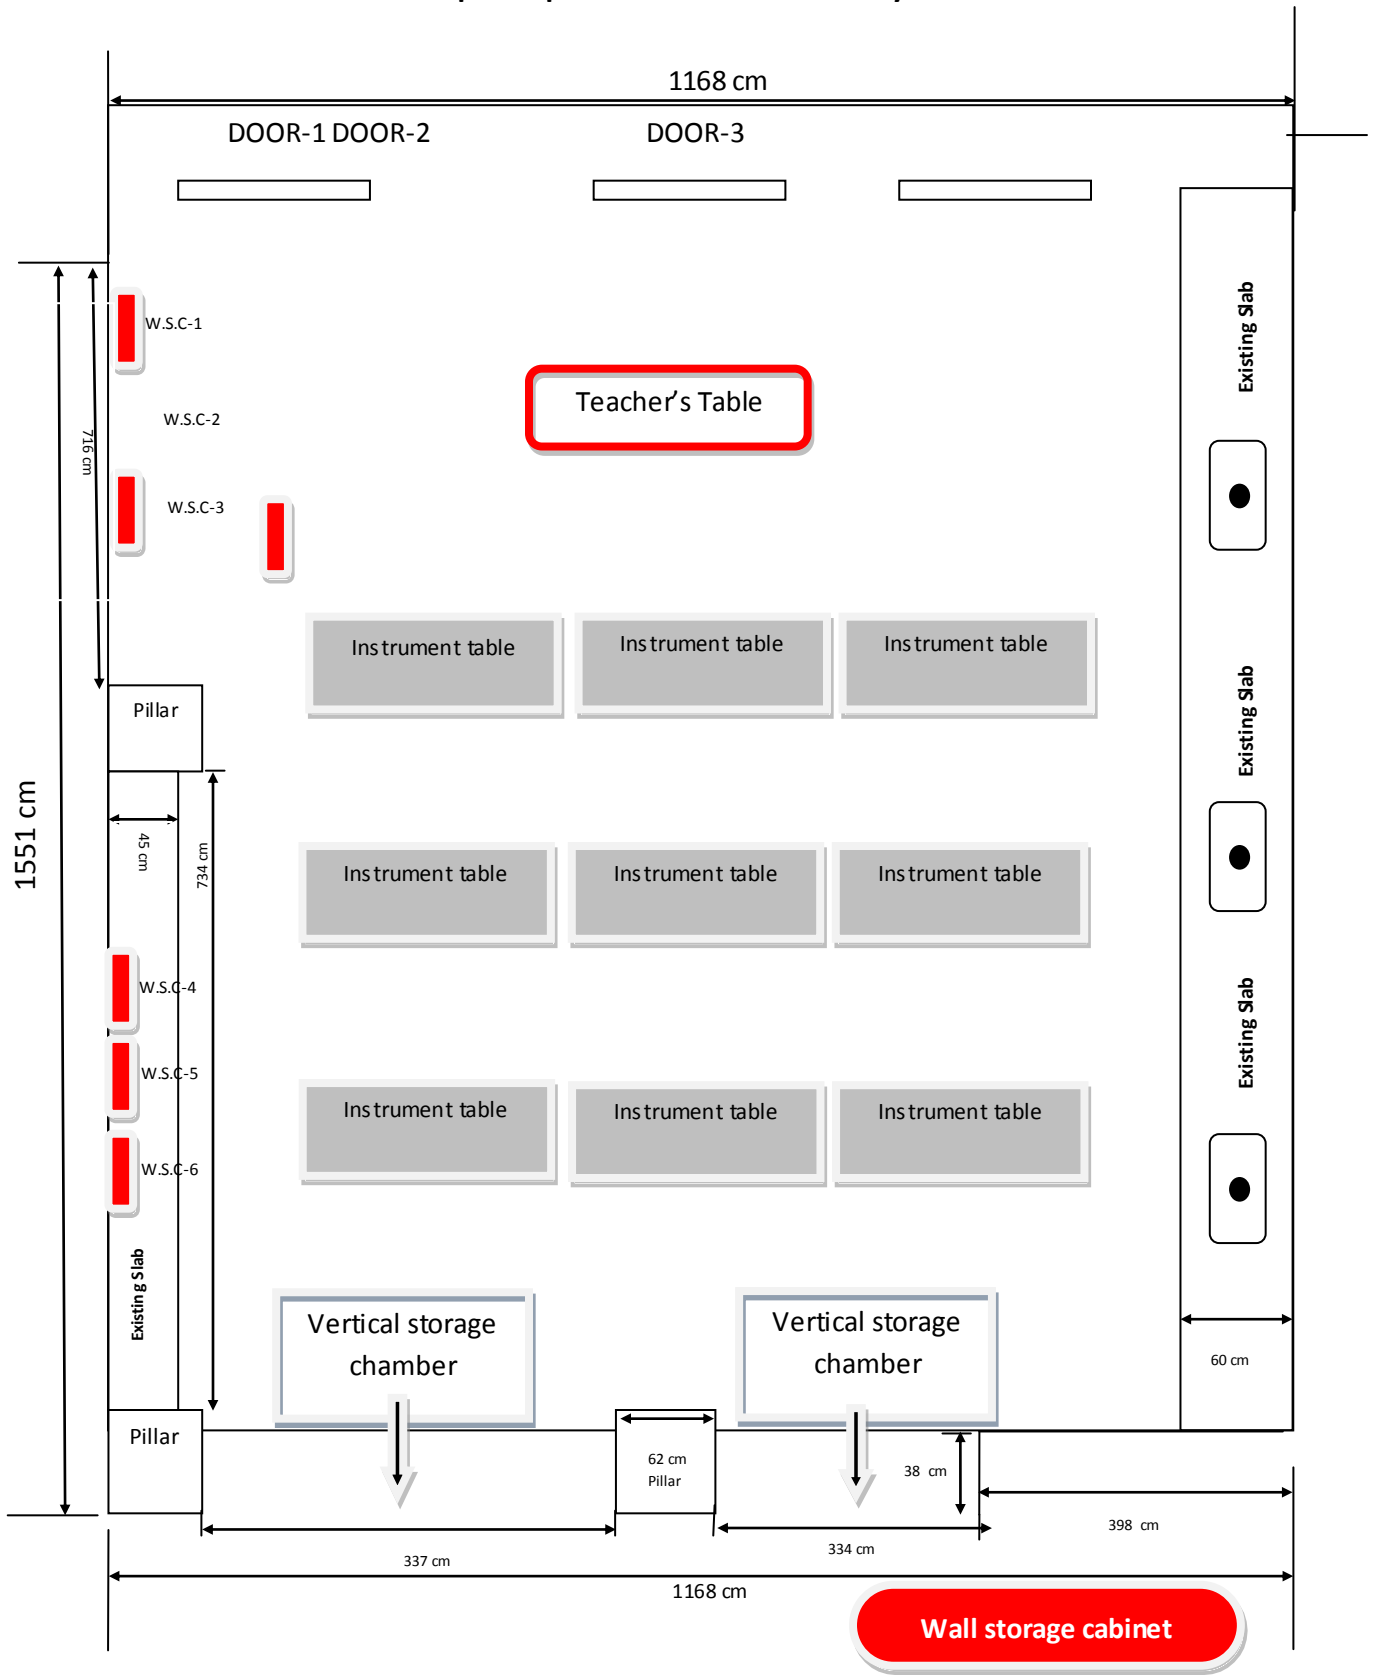 1168 cm
DOOR-1 DOOR-2
DOOR-3
W.S.C-1
Existing Slab
Teacher's Table
W.S.C-2
716 cm
W.S.C-3
Instrument table
Instrument table
Instrument table
Pillar
Existing Slab
1551 cm
45 cm
734 cm
Instrument table
Instrument table
Instrument table
W.S.C-4
Existing Slab
W.S.C-5
Instrument table
Instrument table
Instrument table
W.S.C-6
Existing Slab
Vertical storage
chamber
Vertical storage
chamber
60 cm
Pillar
62 cm
Pillar
38 cm
398 cm
337 cm
334 cm
1168 cm
Wall storage cabinet